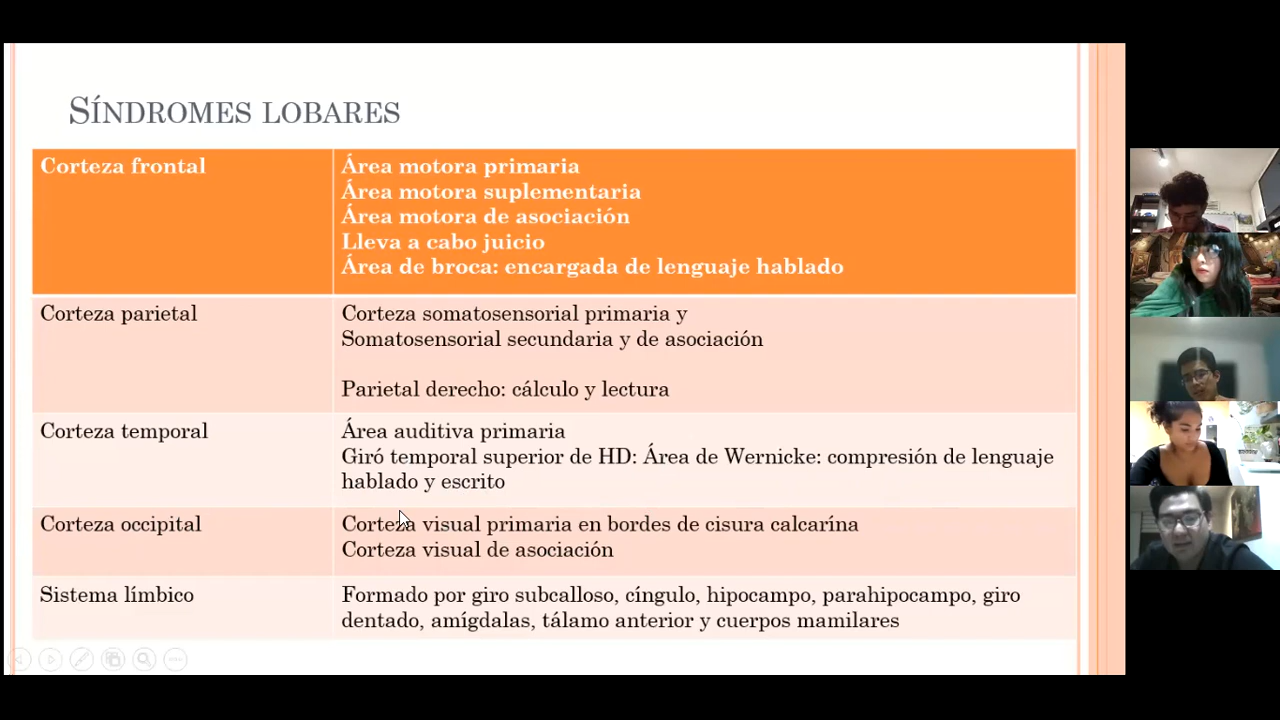 SÍNDROMES LOBARES
Corteza frontal
Área motora primaria
Área motora suplementaria
Área motora de asociación
Lleva a cabo juicio
Área de broca: encargada de lenguaje hablado
Corteza parietal
Corteza somatosensorial primaria y
Somatosensorial secundaria y de asociación
Parietal derecho: cálculo y lectura
Corteza temporal
Área auditiva primaria
Giró temporal superior de HD: Área de Wernicke: compresión de lenguaje
hablado y escrito
Corteza occipital
Corteza visual primaria en bordes de cisura calcarína
Corteza visual de asociación
Sistema límbico
Formado por giro subcalloso, cíngulo, hipocampo, parahipocampo, giro
dentado, amígdalas, tálamo anterior y cuerpos mamilares